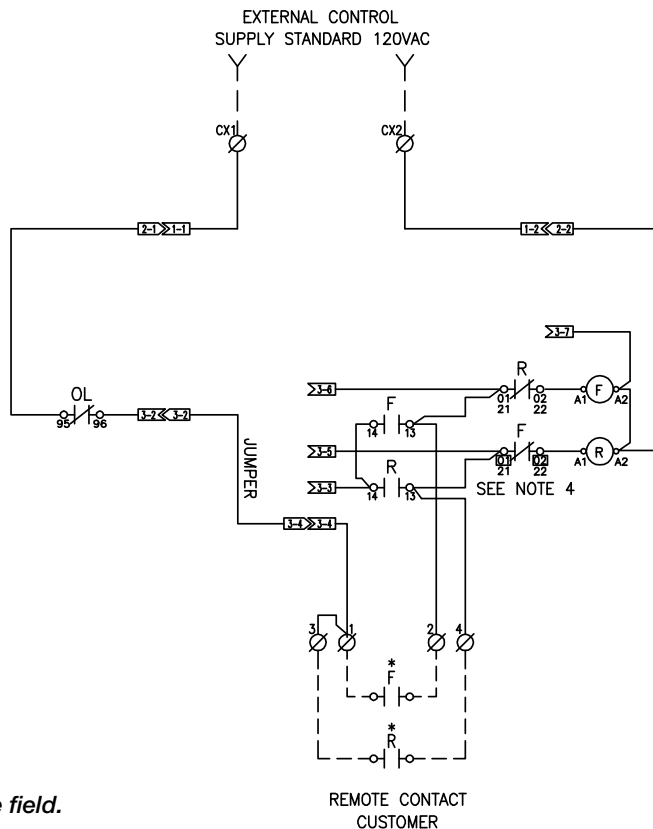 EXTERNAL CONTROL
SUPPLY STANDARD 120VAC
CX1
CX2
2-1
1-1
1-2
2-2
3-7
R
3-6
01
02
A1
F
A2
21
22
OL
95
96
3-2
3-2
F
14
13
F
3-5
01
02
A1
R
A2
21
22
JUMPER
R
3-3
14
13
SEE NOTE 4
3-4
3-4
3
1
2
4
*
F
*
R
e field.
REMOTE CONTACT
CUSTOMER